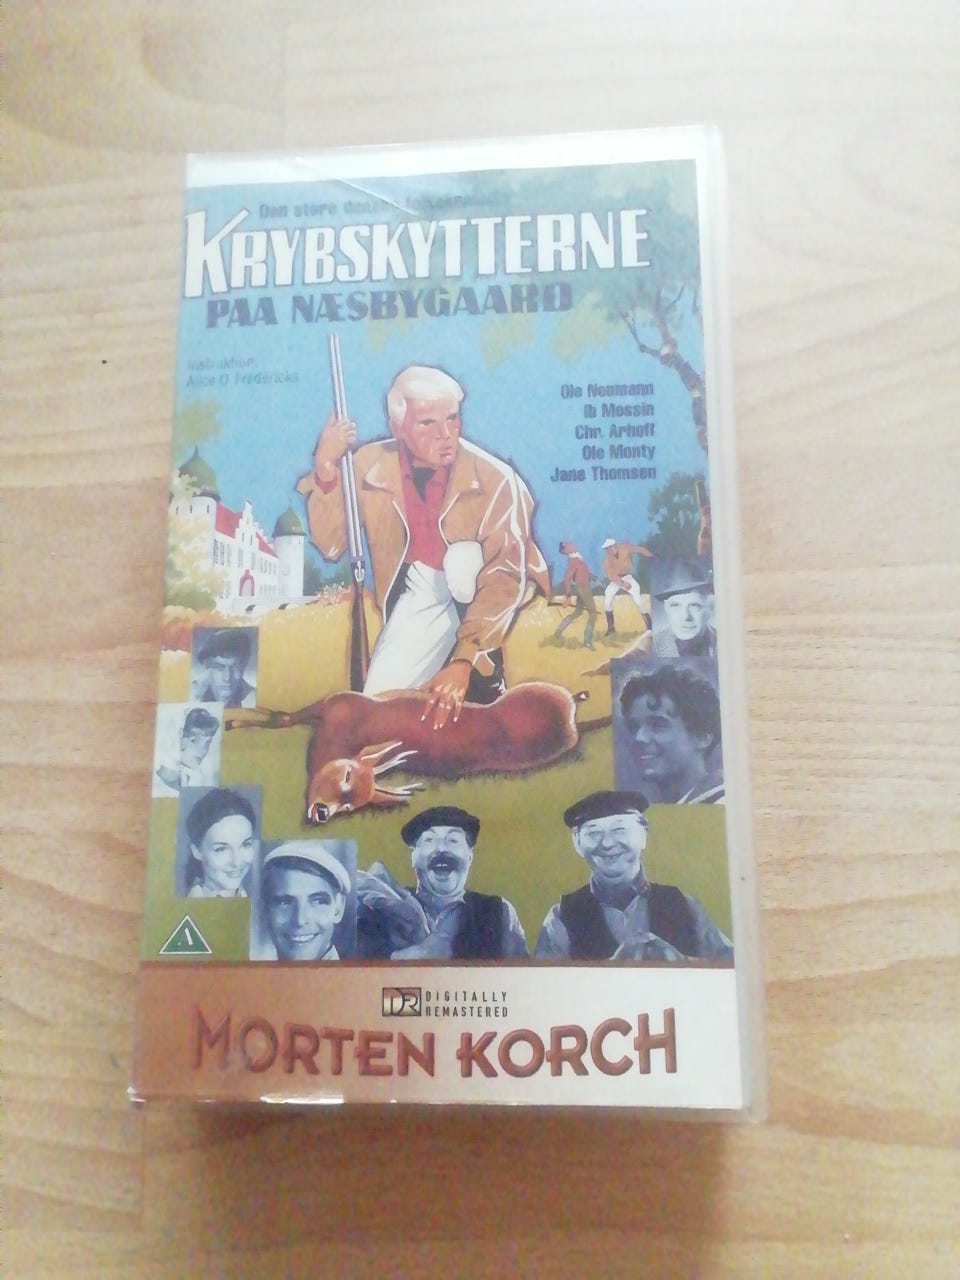 Den store danske
KRYBSKYTTERNE
PAA NÆSBYGAARD
Instruktion:
Alice O. Fredericks
Ole Neumann
Ib Mossin
Chr. Arhoff
Ole Monty
Jane Thomsen
A
DR DIGITALLY
REMASTERED
MORTEN KORCH